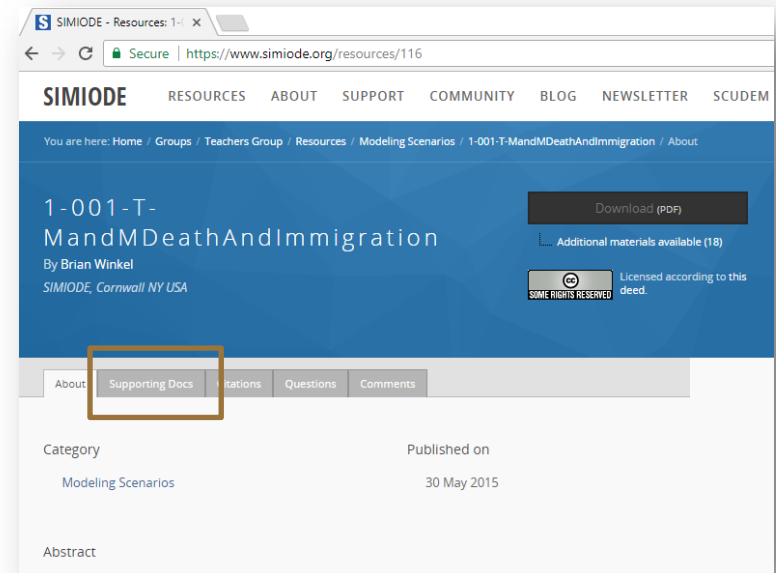 SIMIODE - Resources: 1-(
Secure | https://www.simiode.org/resources/116
SIMIODE RESOURCES ABOUT SUPPORT COMMUNITY BLOG NEWSLETTER SCUDEM
You are here: Home / Groups / Teachers Group / Resources / Modeling Scenarios / 1-001-T-MandMDeathAndImmigration / About
1-001-T-
MandMDeathAndImmigration
By Brian Winkel
SIMIODE, Cornwall NY USA
Download (PDF)
Additional materials available (18)
cc
SOME RIGHTS RESERVED
Licensed according to this
deed.
About Supporting Docs Citations Questions Comments
Category
Modeling Scenarios
Published on
30 May 2015
Abstract